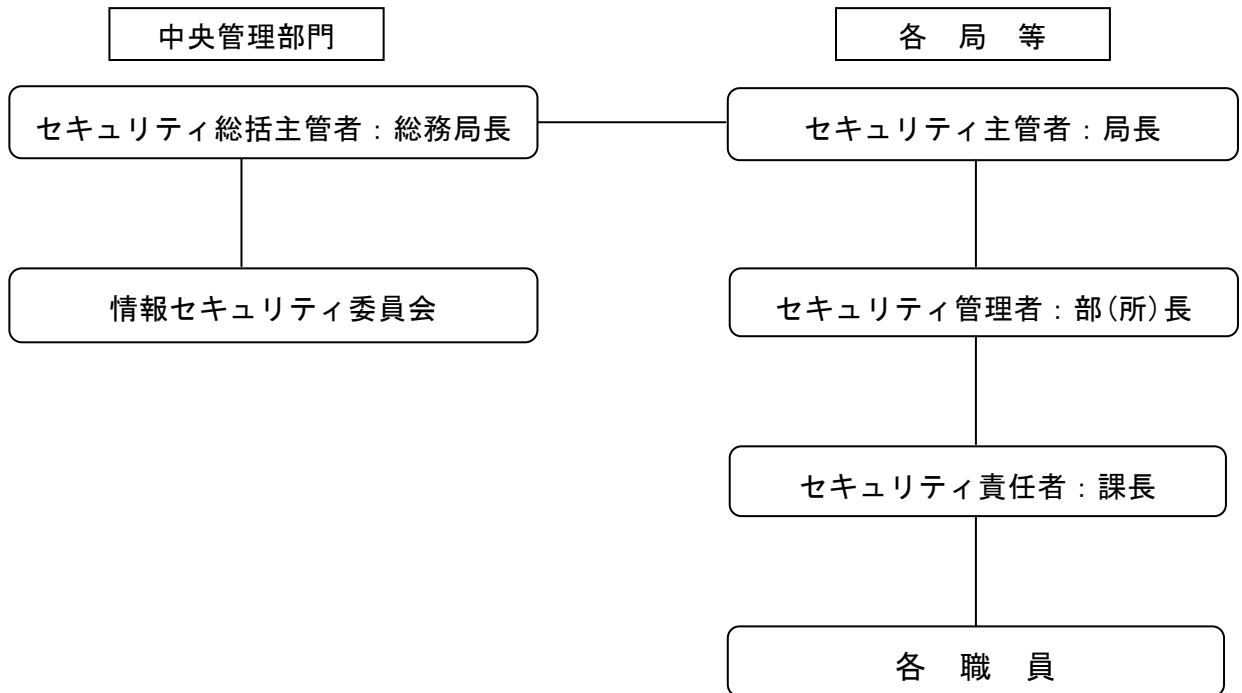 中央管理部門
各　局　等
セキュリティ総括主管者：総務局長
セキュリティ主管者：局長
情報セキュリティ委員会
セキュリティ管理者：部(所)長
セキュリティ責任者：課長
各　職　員